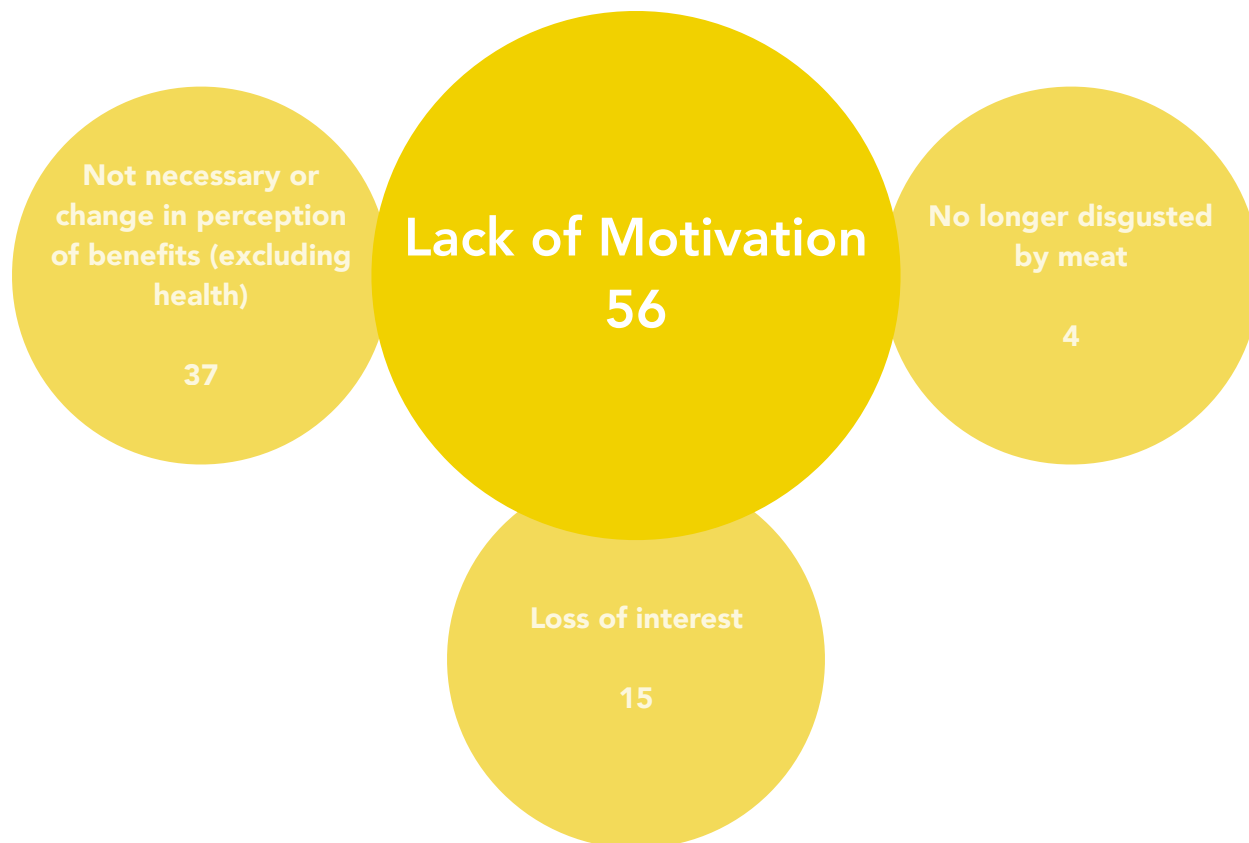 Not necessary or
change in perception
of benefits (excluding
health)
37
Lack of Motivation
56
No longer disgusted
by meat
4
Loss of interest
15